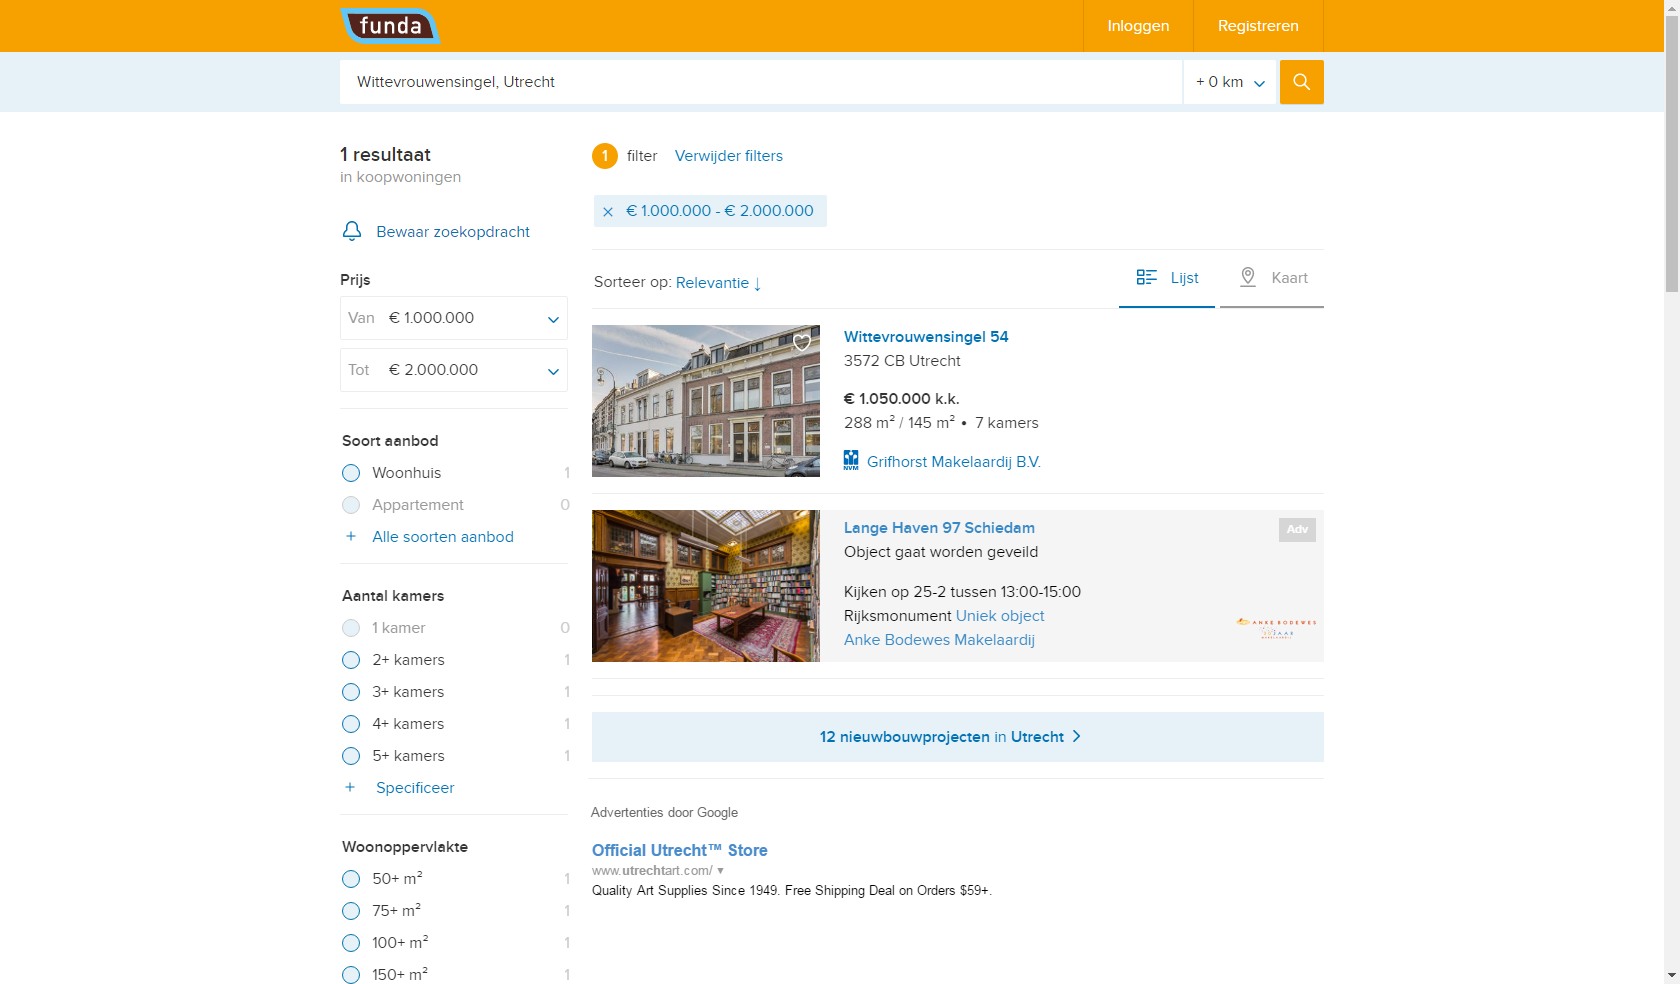 funda
Inloggen
Registreren
Wittevrouwensingel, Utrecht
+ 0 km
1 resultaat
in koopwoningen
Bewaar zoekopdracht
Prijs
Van € 1.000.000
Tot € 2.000.000
Soort aanbod
Woonhuis 1
Appartement 0
+ Alle soorten aanbod
Aantal kamers
1 kamer 0
2+ kamers 1
3+ kamers 1
4+ kamers 1
5+ kamers 1
+ Specificeer
Woonoppervlakte
50+ m² 1
75+ m² 1
100+ m² 1
150+ m² 1
1 filter Verwijder filters
× € 1.000.000 - € 2.000.000
Sorteer op: Relevantie ↓
Lijst
Kaart
Wittevrouwensingel 54
3572 CB Utrecht
€ 1.050.000 k.k.
288 m² / 145 m² • 7 kamers
NVM Grifhorst Makelaardij B.V.
Lange Haven 97 Schiedam
Adv
Object gaat worden geveild
Kijken op 25-2 tussen 13:00-15:00
Rijksmonument Uniek object
Anke Bodewes Makelaardij
ANKE BODEWES
JAAR
12 nieuwbouwprojecten in Utrecht >
Advertenties door Google
Official Utrecht™ Store
www.utrechtart.com/ ▼
Quality Art Supplies Since 1949. Free Shipping Deal on Orders $59+.